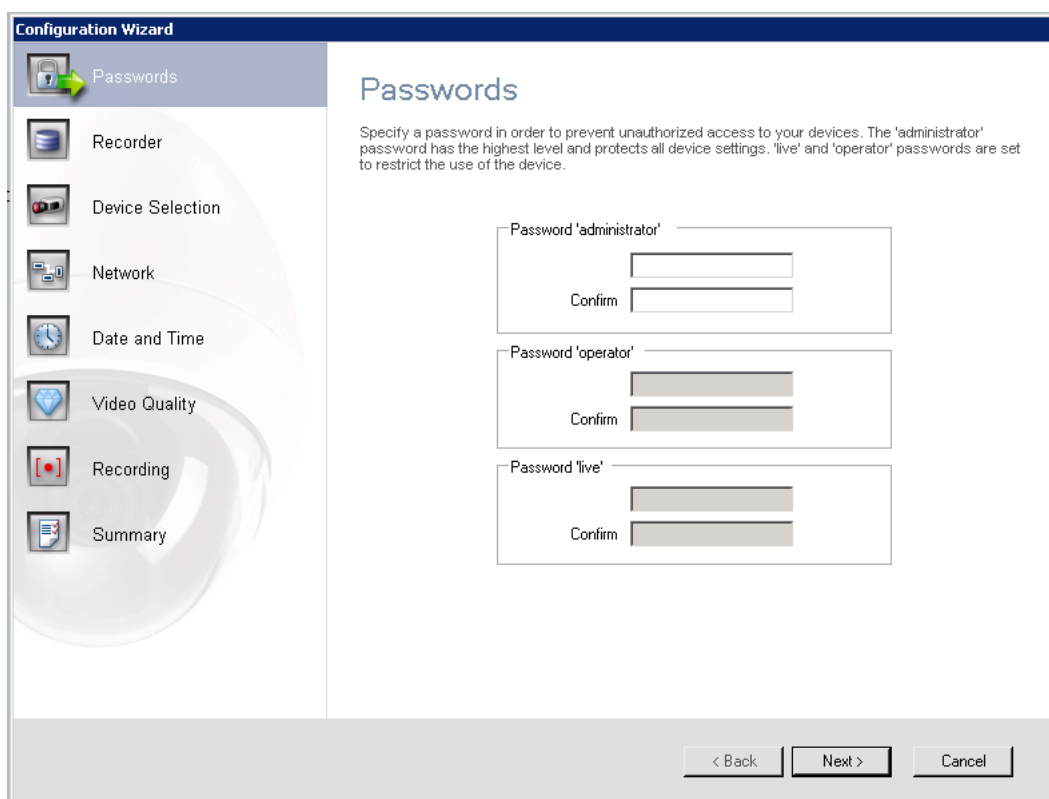 Configuration Wizard
Passwords
Recorder
Device Selection
Network
Date and Time
Video Quality
Recording
Summary
Passwords
Specify a password in order to prevent unauthorized access to your devices. The 'administrator'
password has the highest level and protects all device settings. 'live' and 'operator' passwords are set
to restrict the use of the device.
Password 'administrator'
Confirm
Password 'operator'
Confirm
Password 'live'
Confirm
< Back
Next >
Cancel